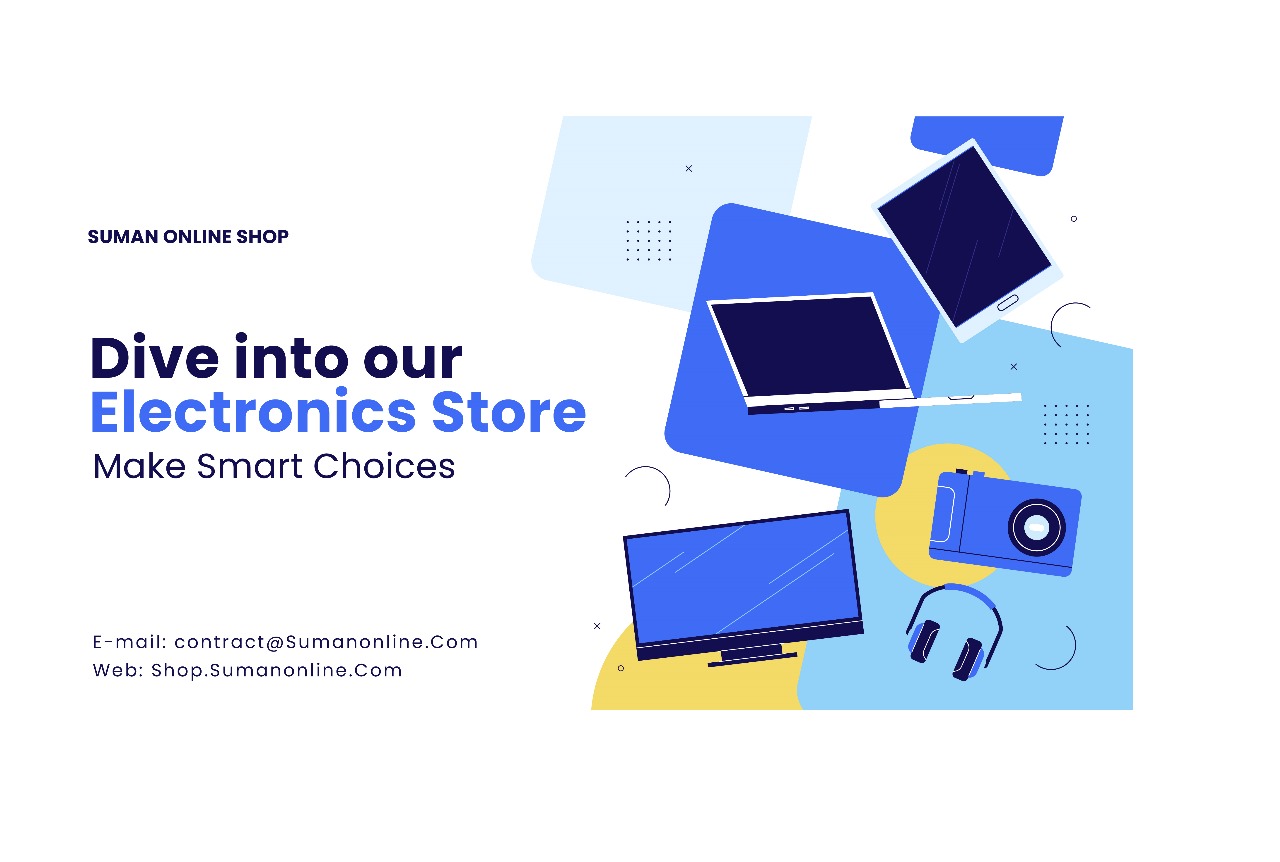 SUMAN ONLINE SHOP
Dive into our
Electronics Store
Make Smart Choices
E-mail: contract@Sumanonline.Com
Web: Shop.Sumanonline.Com